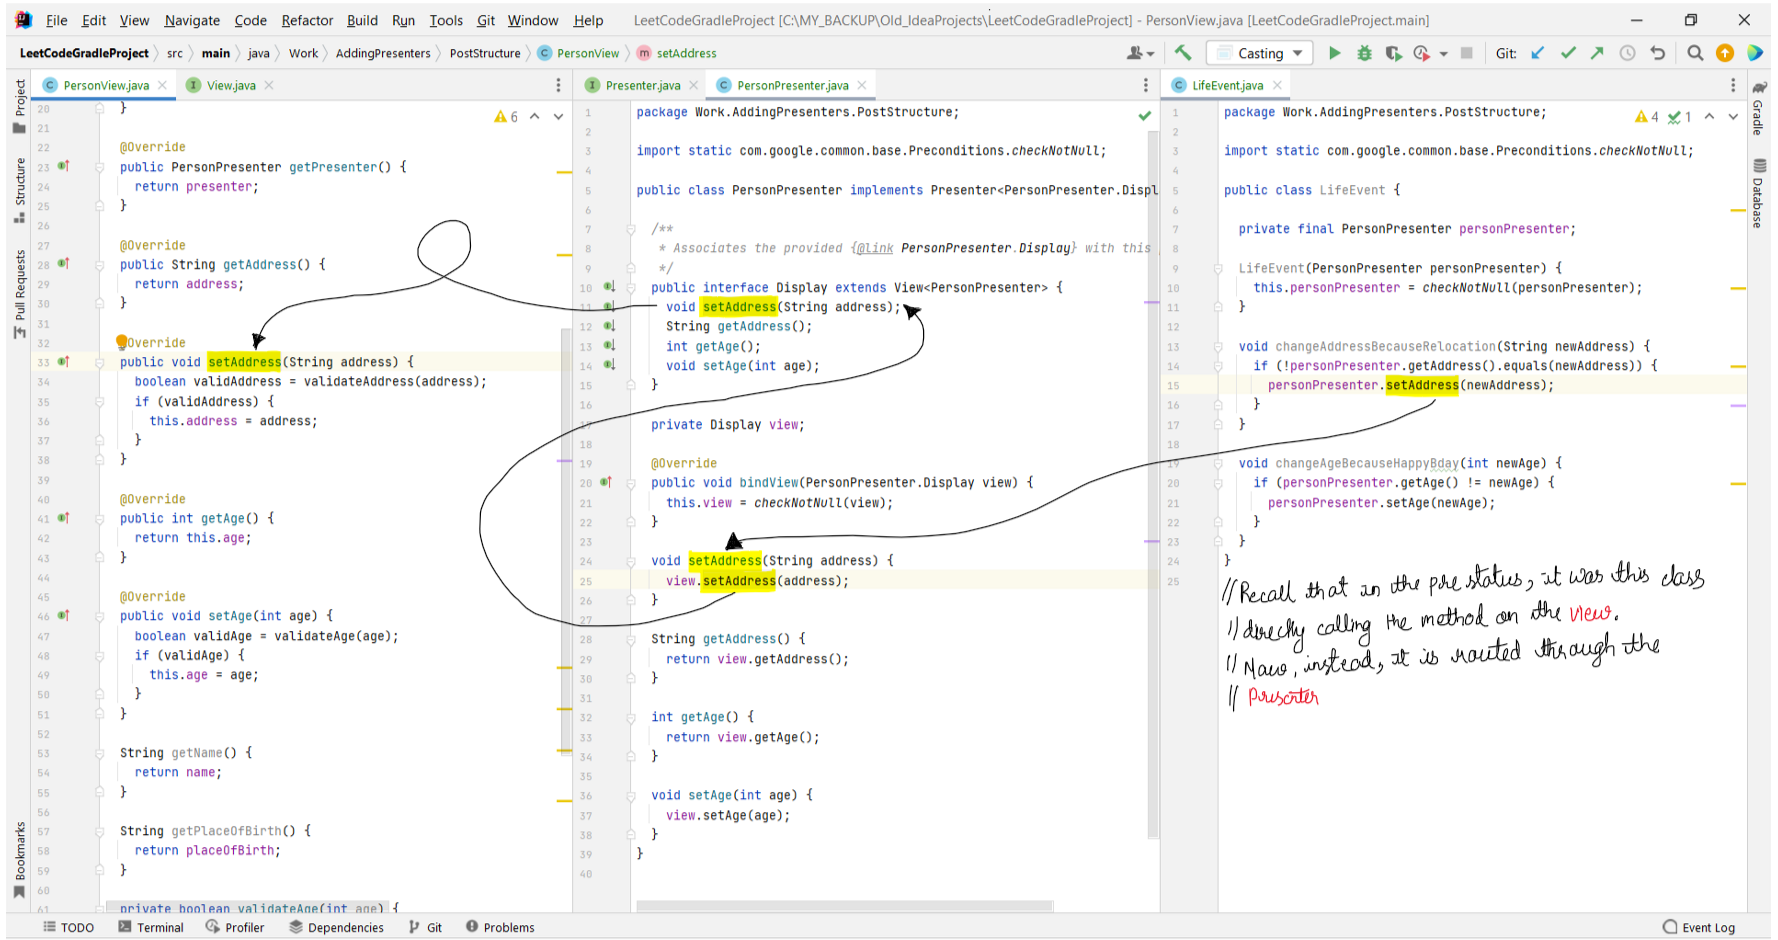 File Edit View Navigate Code Refactor Build Run Tools Git Window Help LeetCodeGradleProject [C:\MY_BACKUP\Old_IdeaProjects\LeetCodeGradleProject] - PersonView.java [LeetCodeGradleProject.main]
LeetCodeGradleProject src main java Work AddingPresenters PostStructure PersonView setAddress Casting Git:
PersonView.java View.java
20 }
21
22 @Override
23 public PersonPresenter getPresenter() {
24 return presenter;
25 }
26
27 @Override
28 public String getAddress() {
29 return address;
30 }
31
32 @Override
33 public void setAddress(String address) {
34 boolean validAddress = validateAddress(address);
35 if (validAddress) {
36 this.address = address;
37 }
38 }
39
40 @Override
41 public int getAge() {
42 return this.age;
43 }
44
45 @Override
46 public void setAge(int age) {
47 boolean validAge = validateAge(age);
48 if (validAge) {
49 this.age = age;
50 }
51 }
52
53 String getName() {
54 return name;
55 }
56
57 String getPlaceOfBirth() {
58 return placeOfBirth;
59 }
60
61 private boolean validateAge(int age) {
6
Presenter.java PersonPresenter.java
1 package Work.AddingPresenters.PostStructure;
2
3 import static com.google.common.base.Preconditions.checkNotNull;
4
5 public class PersonPresenter implements Presenter<PersonPresenter.Displ
6
7 /**
8 * Associates the provided {@link PersonPresenter.Display} with this
9 */
10 public interface Display extends View<PersonPresenter> {
11 void setAddress(String address);
12 String getAddress();
13 int getAge();
14 void setAge(int age);
15 }
16
17 private Display view;
18
19 @Override
20 public void bindView(PersonPresenter.Display view) {
21 this.view = checkNotNull(view);
22 }
23
24 void setAddress(String address) {
25 view.setAddress(address);
26 }
27
28 String getAddress() {
29 return view.getAddress();
30 }
31
32 int getAge() {
33 return view.getAge();
34 }
35
36 void setAge(int age) {
37 view.setAge(age);
38 }
39 }
40
LifeEvent.java
1 package Work.AddingPresenters.PostStructure;
2
3 import static com.google.common.base.Preconditions.checkNotNull;
4
5 public class LifeEvent {
6
7 private final PersonPresenter personPresenter;
8
9 LifeEvent(PersonPresenter personPresenter) {
10 this.personPresenter = checkNotNull(personPresenter);
11 }
12
13 void changeAddressBecauseRelocation(String newAddress) {
14 if (!personPresenter.getAddress().equals(newAddress)) {
15 personPresenter.setAddress(newAddress);
16 }
17 }
18
19 void changeAgeBecauseHappyBday(int newAge) {
20 if (personPresenter.getAge() != newAge) {
21 personPresenter.setAge(newAge);
22 }
23 }
24 }
25
4 1
//Recall that in the pre status, it was this class
//directly calling the method on the view.
//Now, instead, it is routed through the
//Presenter
Project
Structure
Pull Requests
Bookmarks
Gradle
Database
TODO Terminal Profiler Dependencies Git Problems Event Log